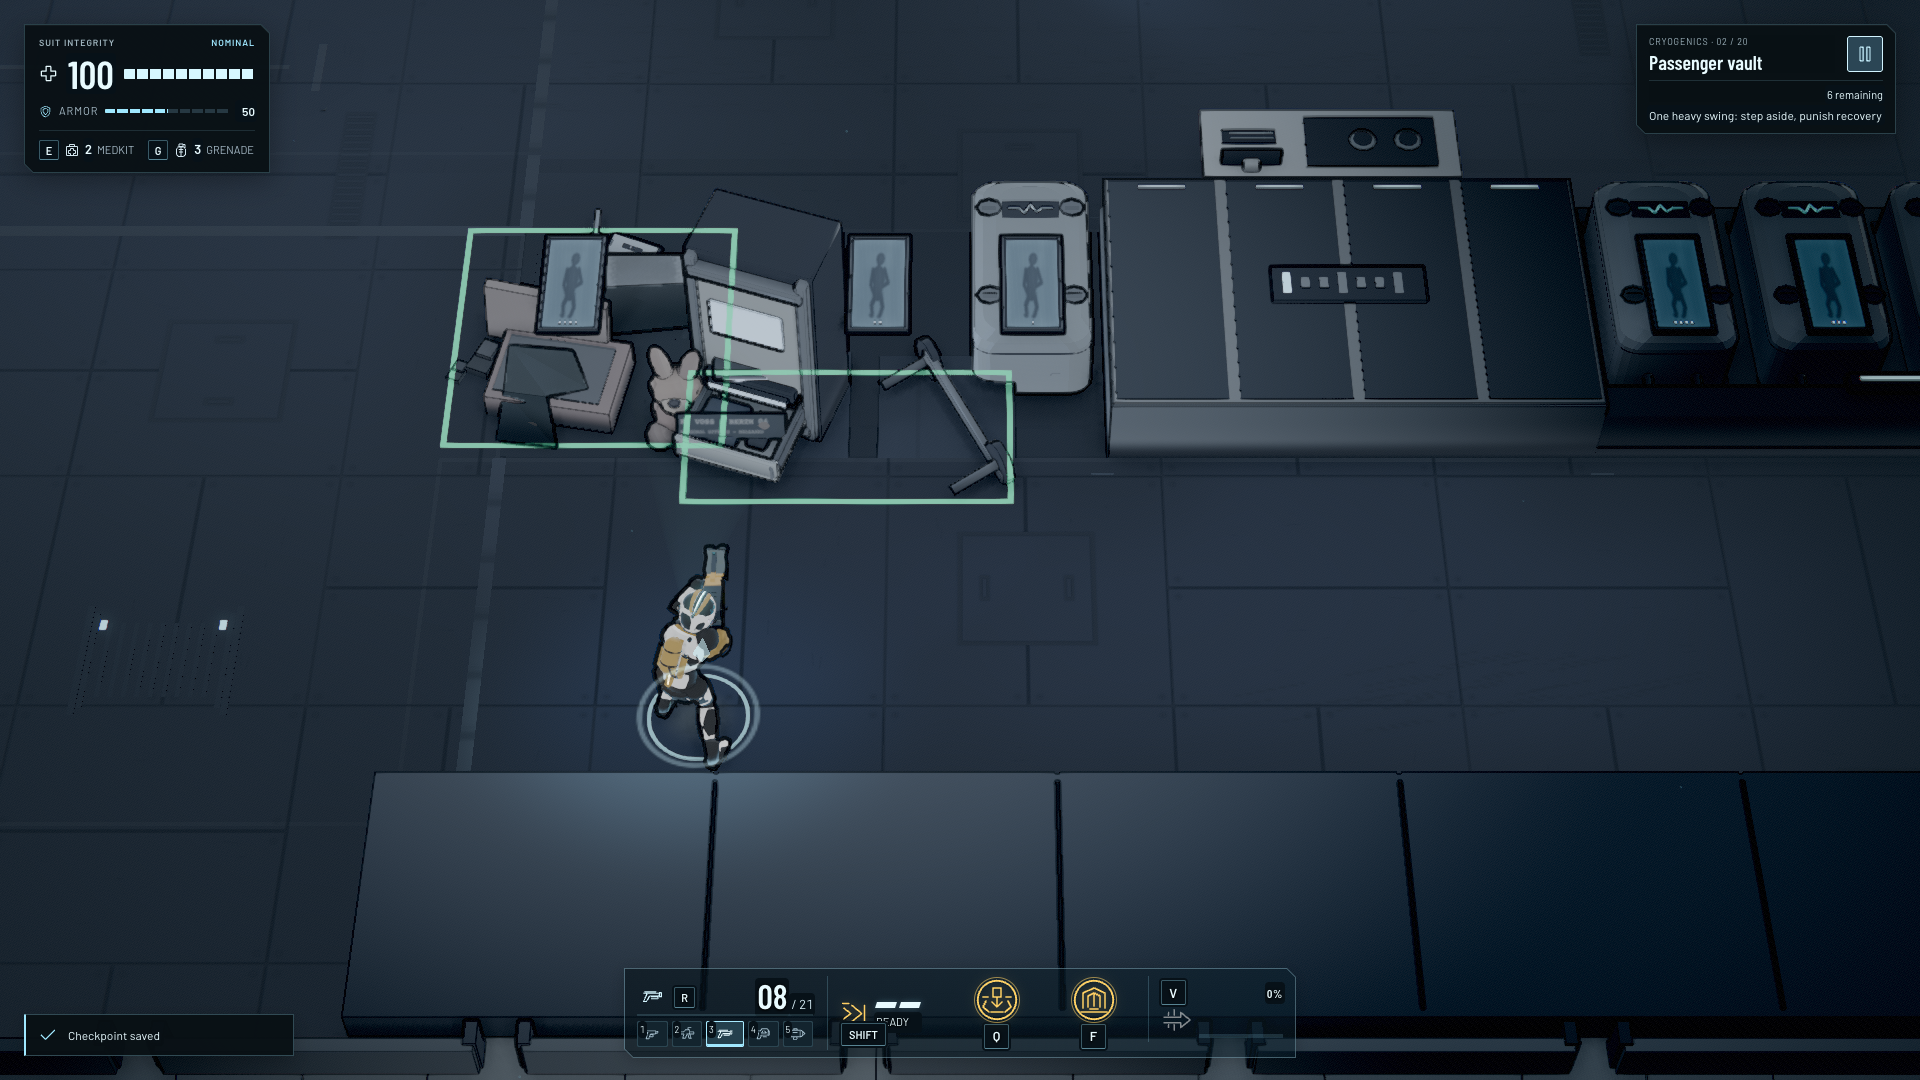 SUIT INTEGRITY
NOMINAL
100
ARMOR
50
E
2 MEDKIT
G
3 GRENADE
CRYOGENICS · 02 / 20
Passenger vault
6 remaining
One heavy swing: step aside, punish recovery
Checkpoint saved
R
08 / 21
1
2
3
4
5
READY
SHIFT
Q
F
V
0%